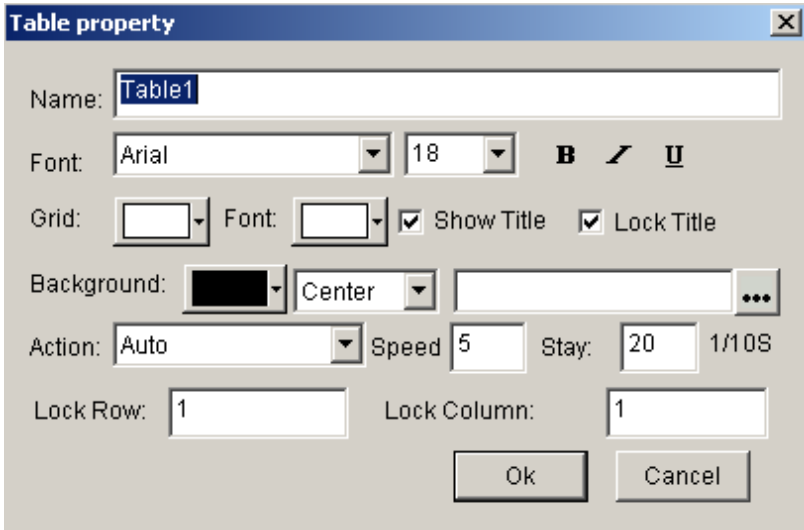 Table property
Name: Table1
Font: Arial 18 B I U
Grid: Font: Show Title Lock Title
Background: Center ...
Action: Auto Speed 5 Stay: 20 1/10S
Lock Row: 1 Lock Column: 1
Ok Cancel